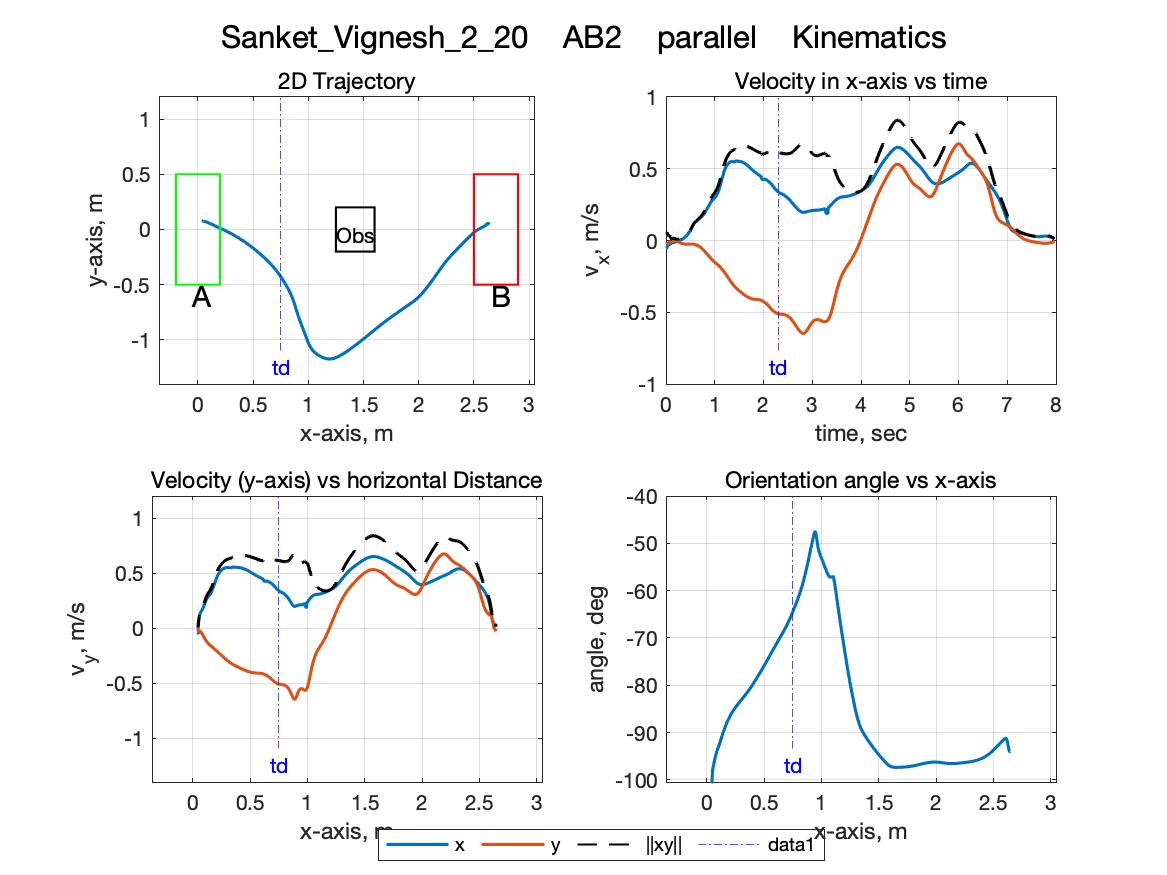 Sanket_Vignesh_2_20 AB2 parallel Kinematics
2D Trajectory
1
0.5
0
-0.5
-1
y-axis, m
A
Obs
B
td
0 0.5 1 1.5 2 2.5 3
x-axis, m
Velocity in x-axis vs time
1
0.5
0
-0.5
-1
v_x, m/s
td
0 1 2 3 4 5 6 7 8
time, sec
Velocity (y-axis) vs horizontal Distance
1
0.5
0
-0.5
-1
v_y, m/s
td
0 0.5 1 1.5 2 2.5 3
x-axis, m
Orientation angle vs x-axis
-40
-50
-60
-70
-80
-90
-100
angle, deg
td
0 0.5 1 1.5 2 2.5 3
x-axis, m
x y ||xy|| data1